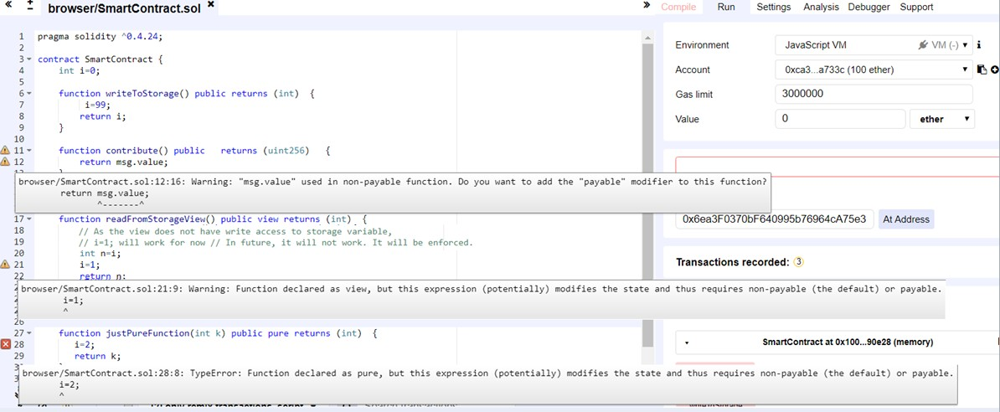 browser/SmartContract.sol
Compile Run Settings Analysis Debugger Support
1 pragma solidity ^0.4.24;
2
3 contract SmartContract {
4 int i=0;
5
6 function writeToStorage() public returns (int) {
7 i=99;
8 return i;
9 }
10
11 function contribute() public returns (uint256) {
12 return msg.value;
browser/SmartContract.sol:12:16: Warning: "msg.value" used in non-payable function. Do you want to add the "payable" modifier to this function?
return msg.value;
^-------^
17 function readFromStorageView() public view returns (int) {
18 // As the view does not have write access to storage variable,
19 // i=1; will work for now // In future, it will not work. It will be enforced.
20 int n=i;
21 i=1;
22 return n;
browser/SmartContract.sol:21:9: Warning: Function declared as view, but this expression (potentially) modifies the state and thus requires non-payable (the default) or payable.
i=1;
^
26
27 function justPureFunction(int k) public pure returns (int) {
28 i=2;
29 return k;
browser/SmartContract.sol:28:8: TypeError: Function declared as pure, but this expression (potentially) modifies the state and thus requires non-payable (the default) or payable.
i=2;
^
Environment JavaScript VM VM (-)
Account 0xca3...a733c (100 ether)
Gas limit 3000000
Value 0 ether
0x6ea3F0370bF640995b76964cA75e3 At Address
Transactions recorded: 3
SmartContract at 0x100...90e28 (memory)